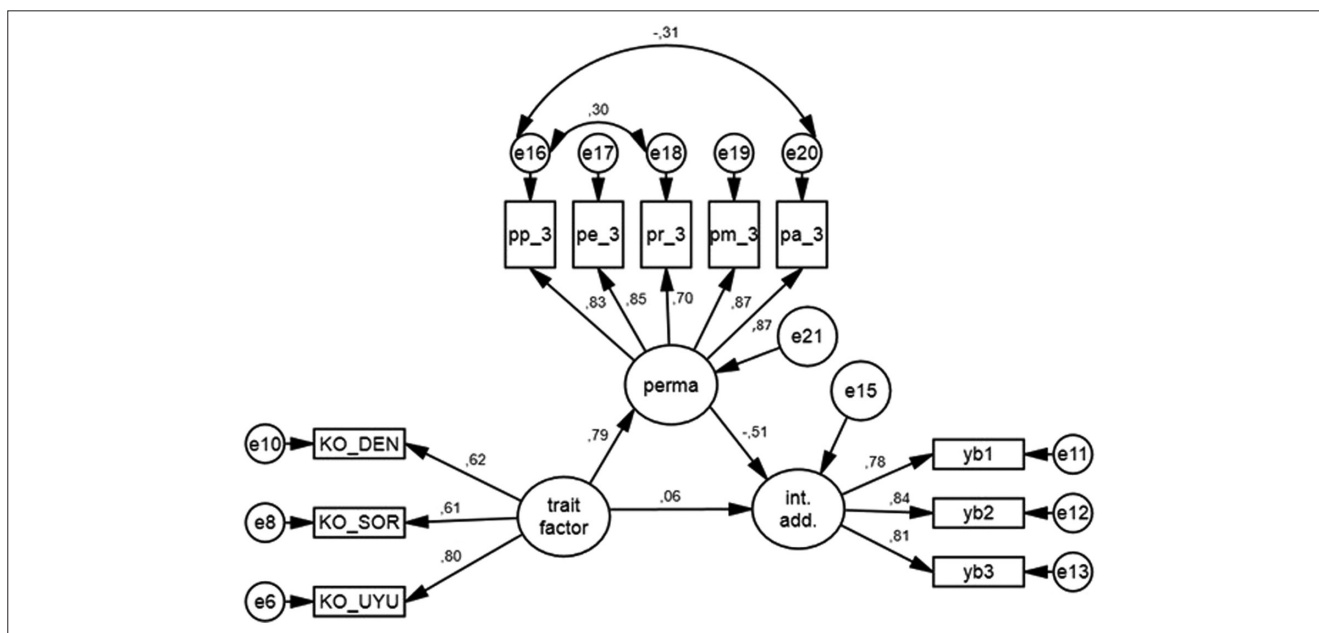 -,31
,30
e16 e17 e18 e19 e20
pp_3 pe_3 pr_3 pm_3 pa_3
,83 ,85 ,70 ,87 ,87
e21
perma
e15
,79 -,51
e10 KO_DEN
,62
e8 KO_SOR
,61
e6 KO_UYU
,80
trait
factor
,06
int.
add.
,78 yb1 e11
,84 yb2 e12
,81 yb3 e13